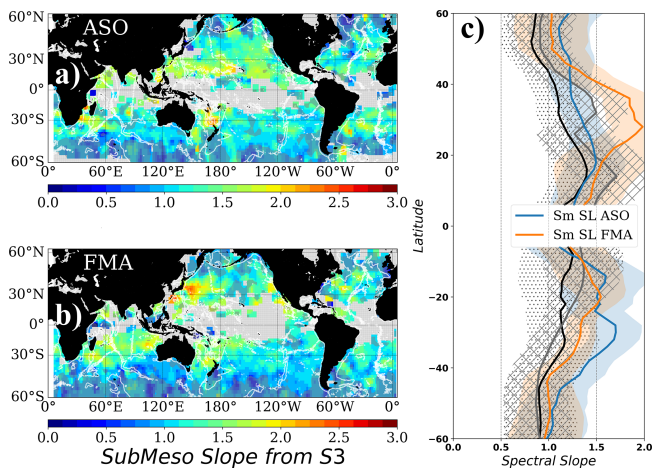 ASO
a)
60°N
30°N
0°
30°S
60°S
0° 60°E 120°E 180° 120°W 60°W 0°
0.0 0.5 1.0 1.5 2.0 2.5 3.0
FMA
b)
60°N
30°N
0°
30°S
60°S
0° 60°E 120°E 180° 120°W 60°W 0°
0.0 0.5 1.0 1.5 2.0 2.5 3.0
SubMeso Slope from S3
c)
60
40
20
0
−20
−40
−60
Latitude
Sm SL ASO
Sm SL FMA
0.0 0.5 1.0 1.5 2.0
Spectral Slope